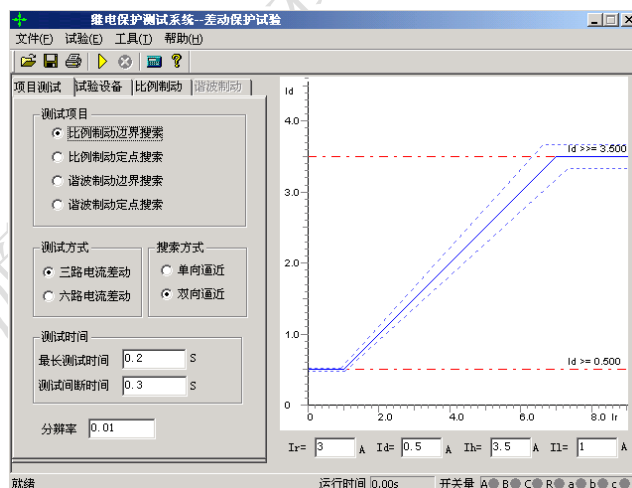 继电保护测试系统--差动保护试验
文件(F) 试验(E) 工具(T) 帮助(H)
项目测试 试验设备 比例制动 谐波制动
测试项目
比例制动边界搜索
比例制动定点搜索
谐波制动边界搜索
谐波制动定点搜索
测试方式
三路电流差动
六路电流差动
搜索方式
单向逼近
双向逼近
测试时间
最长测试时间 0.2 S
测试间断时间 0.3 S
分辨率 0.01
Id
4.0
3.0
2.0
1.0
0
Id >>= 3.500
Id >= 0.500
0 2.0 4.0 6.0 8.0 Ir
Ir= 3 A Id= 0.5 A Ih= 3.5 A Il= 1 A
就绪 运行时间 0.00s 开关量 A B C R a b c